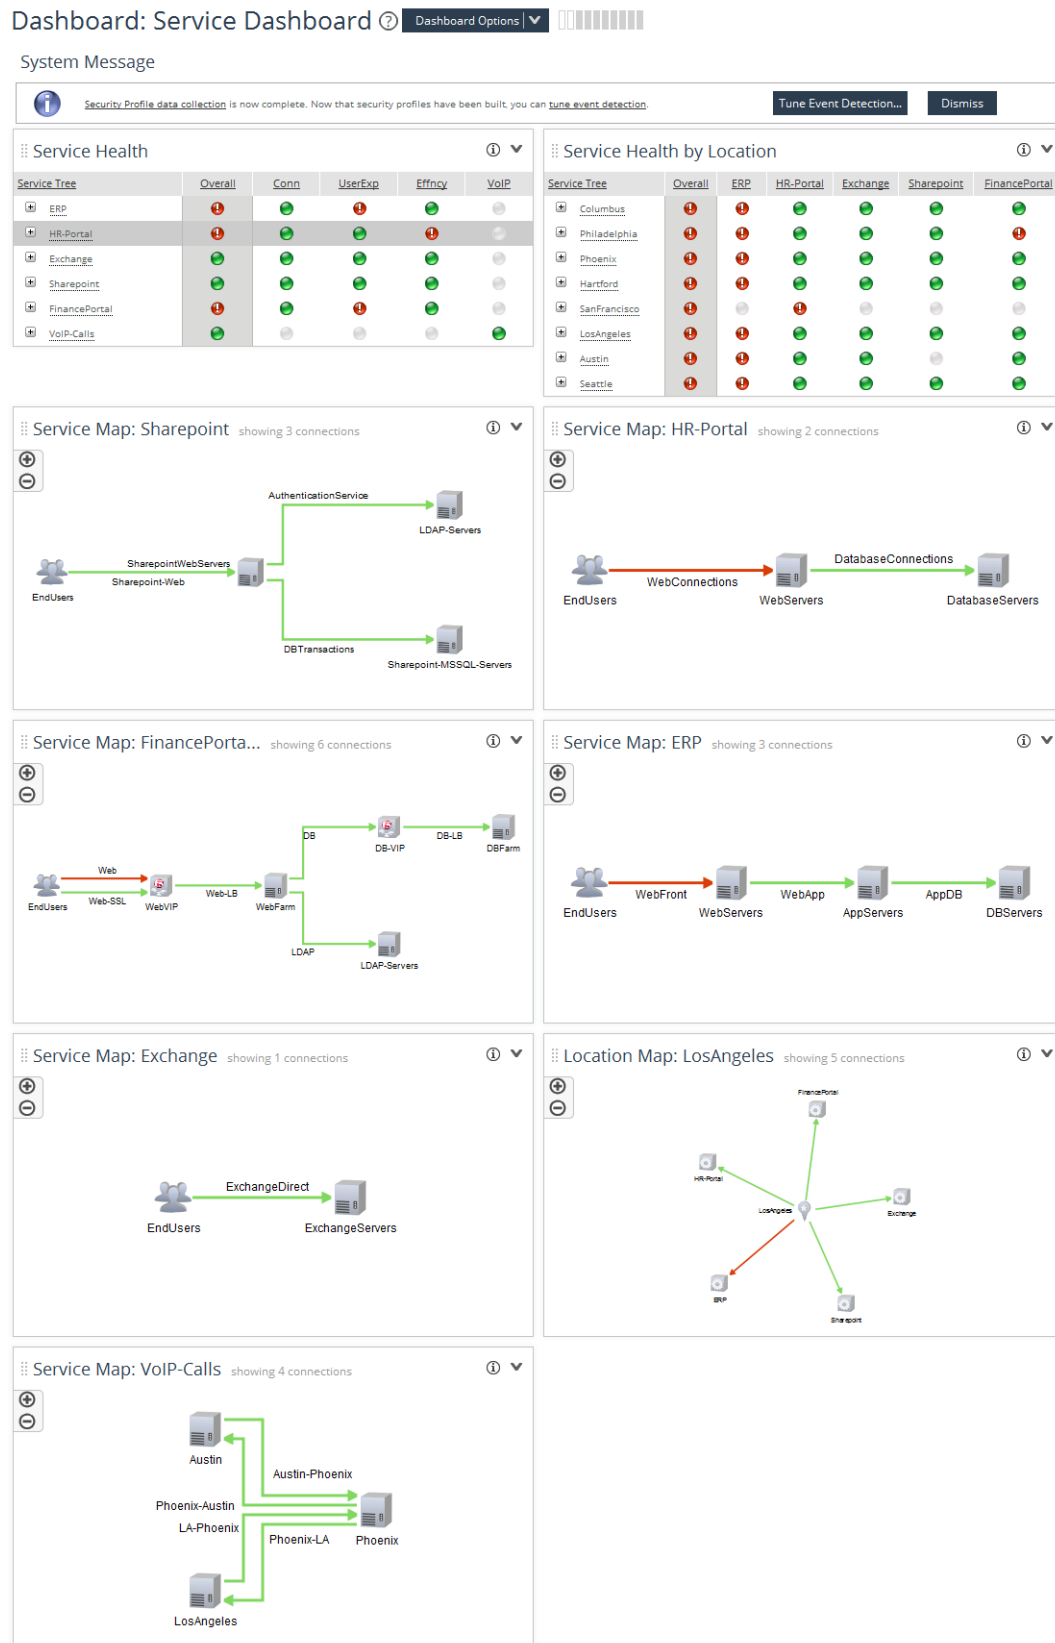 Dashboard: Service Dashboard ? Dashboard Options
System Message
Security Profile data collection is now complete. Now that security profiles have been built, you can tune event detection.
Tune Event Detection...
Dismiss
Service Health
Service Tree Overall Conn UserExp Effncy VoIP
ERP
HR-Portal
Exchange
Sharepoint
FinancePortal
VoIP-Calls
Service Health by Location
Service Tree Overall ERP HR-Portal Exchange Sharepoint FinancePortal
Columbus
Philadelphia
Phoenix
Hartford
SanFrancisco
LosAngeles
Austin
Seattle
Service Map: Sharepoint showing 3 connections
AuthenticationService
LDAP-Servers
SharepointWebServers
Sharepoint-Web
EndUsers
DBTransactions
Sharepoint-MSSQL-Servers
Service Map: HR-Portal showing 2 connections
DatabaseConnections
WebConnections
EndUsers
WebServers
DatabaseServers
Service Map: FinancePorta... showing 6 connections
DB
DB-VIP
DB-LB
DBFarm
Web
Web-SSL
Web-LB
EndUsers
WebVIP
WebFarm
LDAP
LDAP-Servers
Service Map: ERP showing 3 connections
WebFront
WebApp
AppDB
EndUsers
WebServers
AppServers
DBServers
Service Map: Exchange showing 1 connections
ExchangeDirect
EndUsers
ExchangeServers
Location Map: LosAngeles showing 5 connections
FinancePortal
HR-Portal
LosAngeles
Exchange
ERP
Sharepoint
Service Map: VoIP-Calls showing 4 connections
Austin
Austin-Phoenix
Phoenix-Austin
LA-Phoenix
Phoenix-LA
Phoenix
LosAngeles